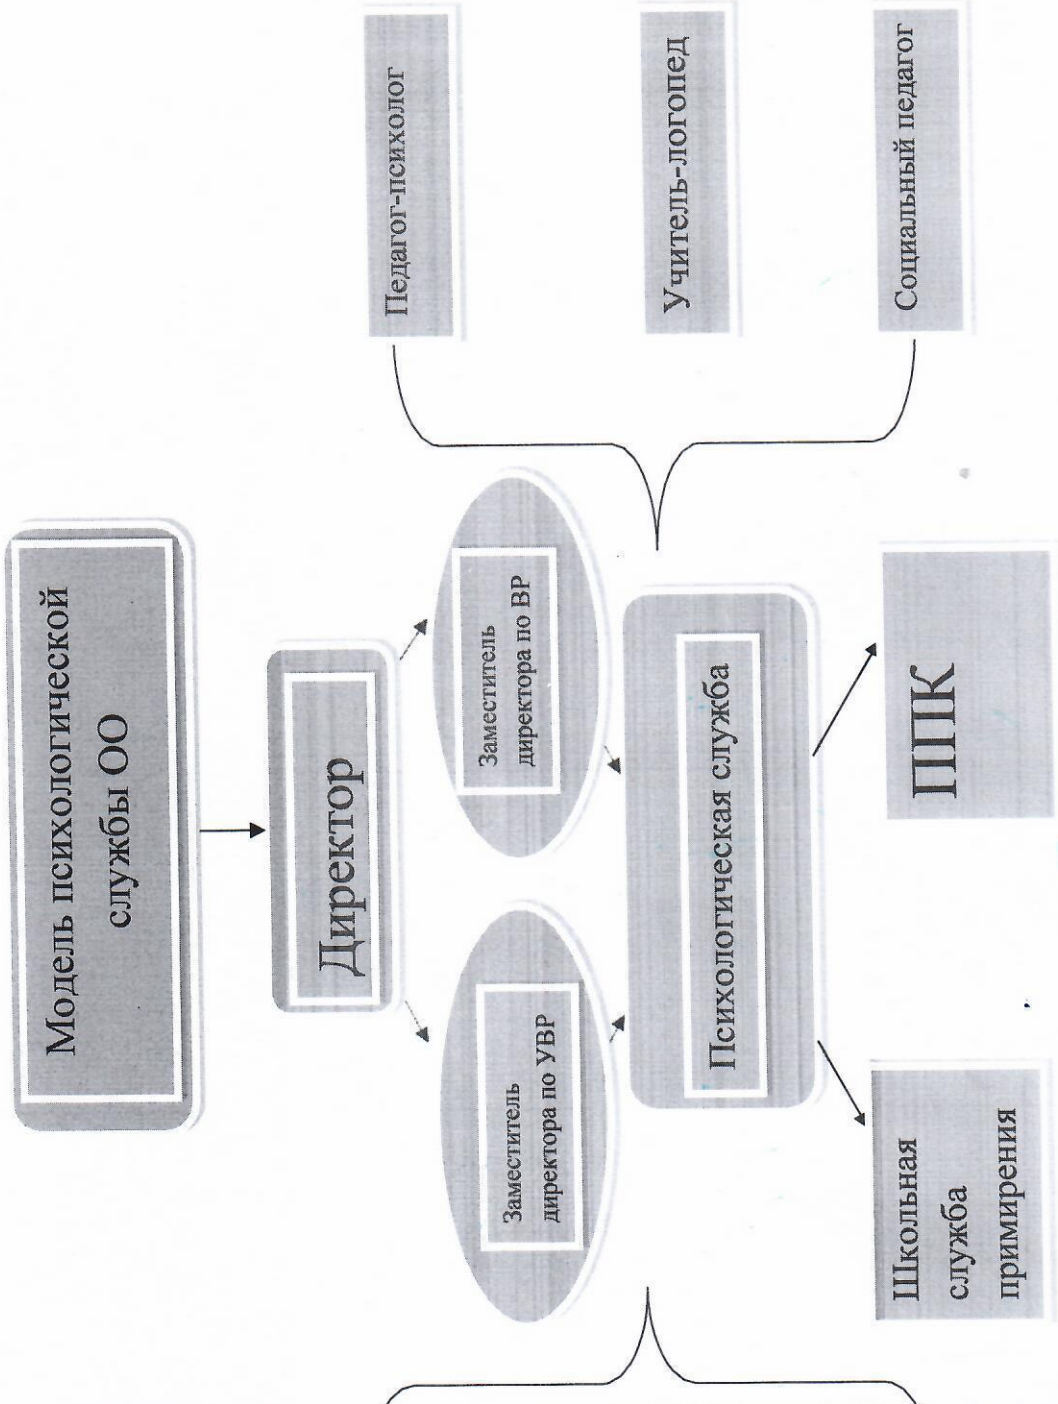 Модель психологической
службы ОО
Директор
Заместитель
директора по УВР
Заместитель
директора по ВР
Психологическая служба
Педагог-психолог
Учитель-логопед
Социальный педагог
Школьная
служба
примирения
ППК